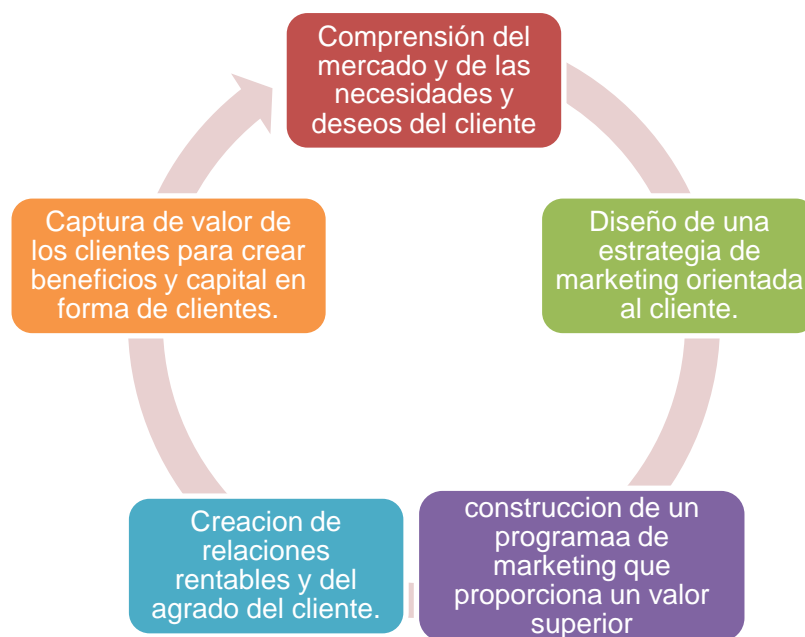 Comprensión del
mercado y de las
necesidades y
deseos del cliente
Diseño de una
estrategia de
marketing orientada
al cliente.
construccion de un
programaa de
marketing que
proporciona un valor
superior
Creacion de
relaciones
rentables y del
agrado del cliente.
Captura de valor de
los clientes para crear
beneficios y capital en
forma de clientes.